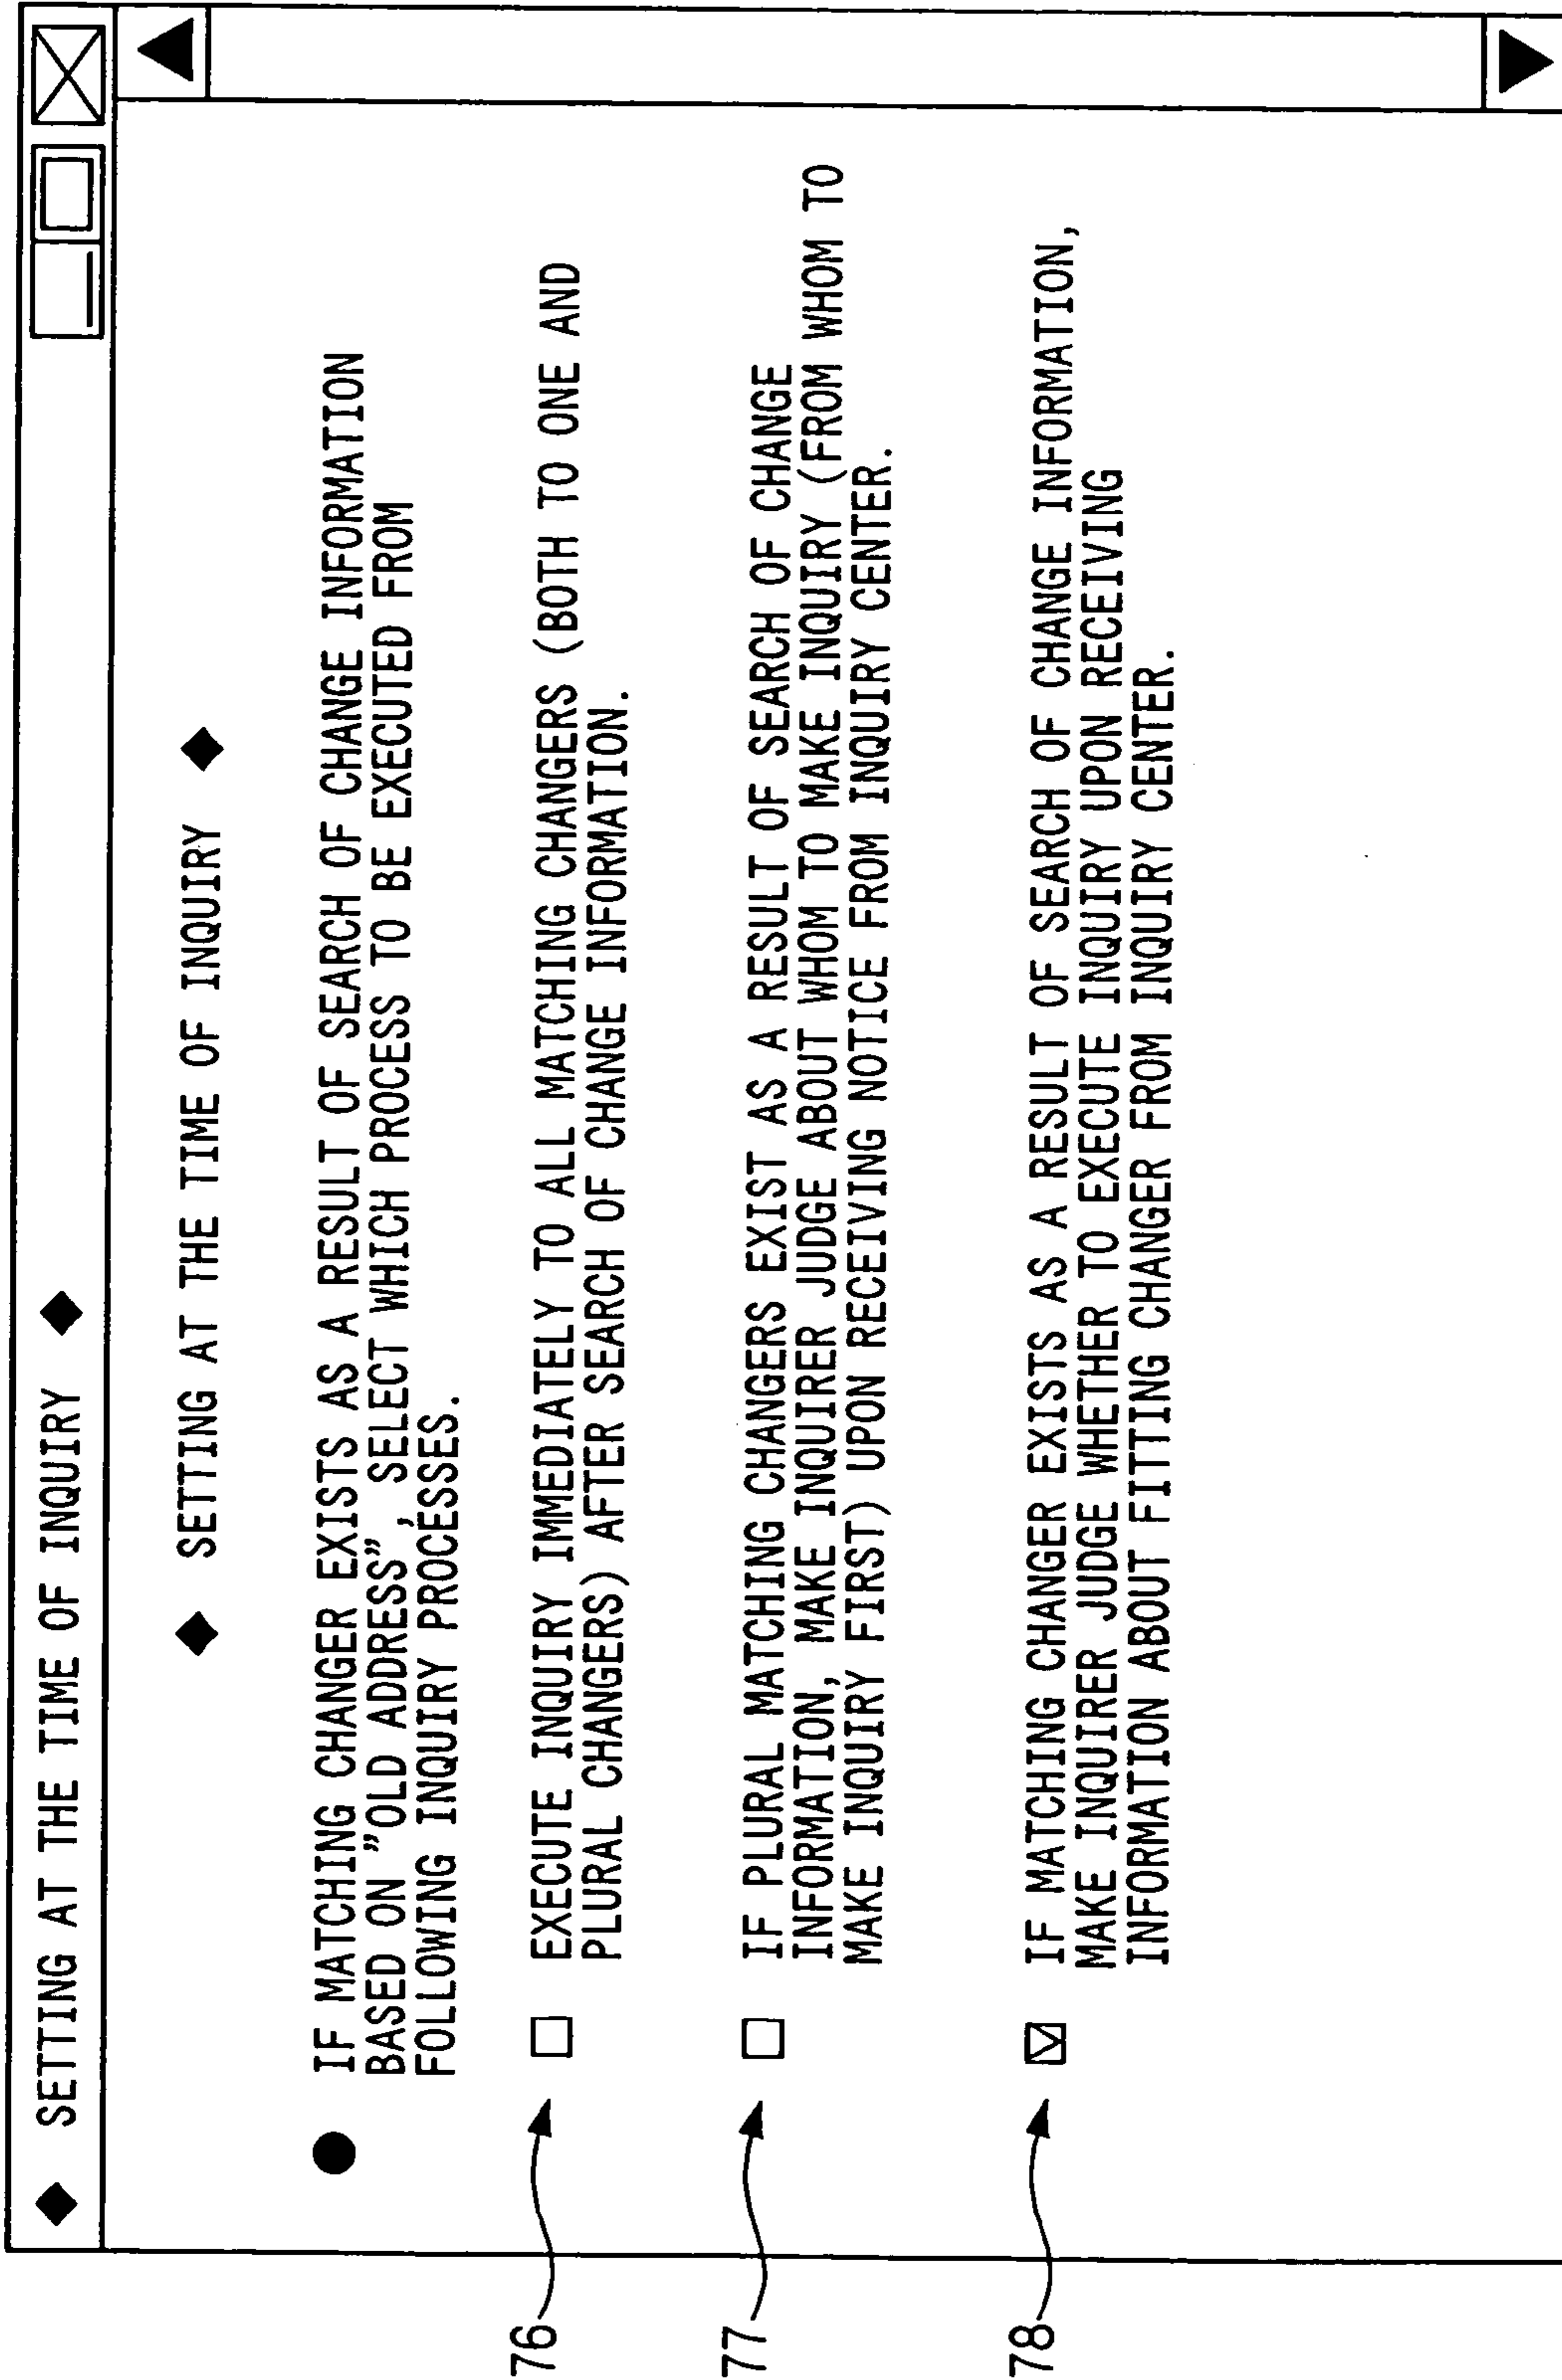 ◆ SETTING AT THE TIME OF INQUIRY ◆
◆ SETTING AT THE TIME OF INQUIRY ◆
● IF MATCHING CHANGER EXISTS AS A RESULT OF SEARCH OF CHANGE INFORMATION
BASED ON "OLD ADDRESS", SELECT WHICH PROCESS TO BE EXECUTED FROM
FOLLOWING INQUIRY PROCESSES.
76 □ EXECUTE INQUIRY IMMEDIATELY TO ALL MATCHING CHANGERS (BOTH TO ONE AND
PLURAL CHANGERS) AFTER SEARCH OF CHANGE INFORMATION.
77 □ IF PLURAL MATCHING CHANGERS EXIST AS A RESULT OF SEARCH OF CHANGE
INFORMATION, MAKE INQUIRER JUDGE ABOUT WHOM TO MAKE INQUIRY (FROM WHOM TO
MAKE INQUIRY FIRST) UPON RECEIVING NOTICE FROM INQUIRY CENTER.
78 ☑ IF MATCHING CHANGER EXISTS AS A RESULT OF SEARCH OF CHANGE INFORMATION,
MAKE INQUIRER JUDGE WHETHER TO EXECUTE INQUIRY UPON RECEIVING
INFORMATION ABOUT FITTING CHANGER FROM INQUIRY CENTER.